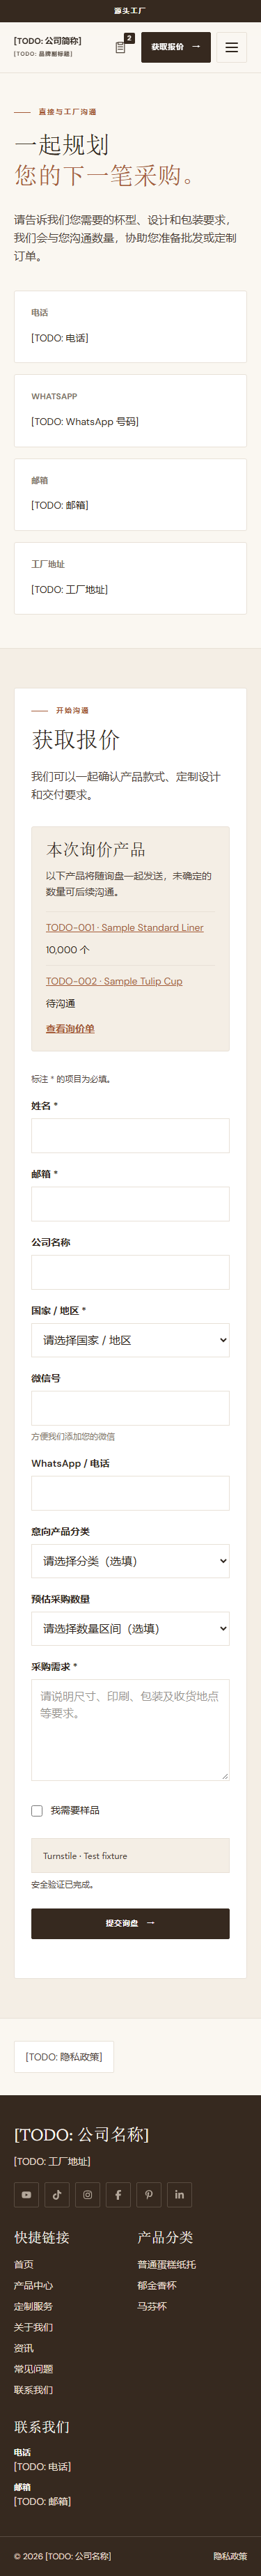 源头工厂
[TODO: 公司简称]
[TODO: 品牌副标题]
2
获取报价 →
直接与工厂沟通
一起规划
您的下一笔采购。
请告诉我们您需要的杯型、设计和包装要求，
我们会与您沟通数量，协助您准备批发或定制
订单。
电话
[TODO: 电话]
WHATSAPP
[TODO: WhatsApp 号码]
邮箱
[TODO: 邮箱]
工厂地址
[TODO: 工厂地址]
开始沟通
获取报价
我们可以一起确认产品款式、定制设计
和交付要求。
本次询价产品
以下产品将随询盘一起发送，未确定的
数量可后续沟通。
TODO-001 · Sample Standard Liner
10,000 个
TODO-002 · Sample Tulip Cup
待沟通
查看询价单
标注 * 的项目为必填。
姓名 *
邮箱 *
公司名称
国家 / 地区 *
请选择国家 / 地区
微信号
方便我们添加您的微信
WhatsApp / 电话
意向产品分类
请选择分类（选填）
预估采购数量
请选择数量区间（选填）
采购需求 *
请说明尺寸、印刷、包装及收货地点
等要求。
我需要样品
Turnstile · Test fixture
安全验证已完成。
提交询盘 →
[TODO: 隐私政策]
[TODO: 公司名称]
[TODO: 工厂地址]
快捷链接
首页
产品中心
定制服务
关于我们
资讯
常见问题
联系我们
产品分类
普通蛋糕纸托
郁金香杯
马芬杯
联系我们
电话
[TODO: 电话]
邮箱
[TODO: 邮箱]
© 2026 [TODO: 公司名称]
隐私政策